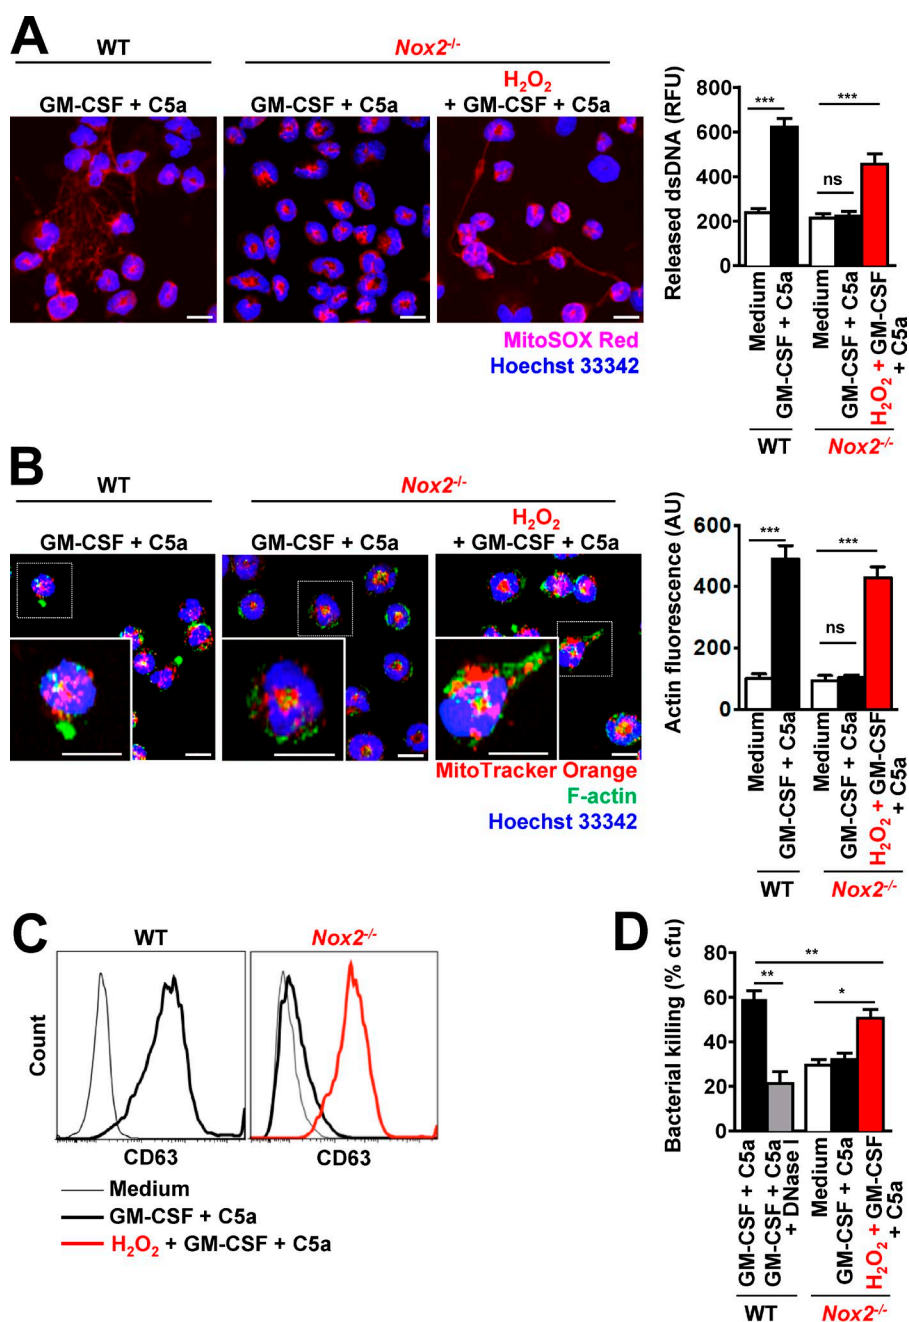 A
WT
Nox2-/-
GM-CSF + C5a
GM-CSF + C5a
H2O2
+ GM-CSF + C5a
MitoSOX Red
Hoechst 33342
Released dsDNA (RFU)
800
600
400
200
0
***
ns
***
Medium
GM-CSF + C5a
Medium
GM-CSF + C5a
H2O2 + GM-CSF
+ C5a
WT
Nox2-/-
B
WT
Nox2-/-
GM-CSF + C5a
GM-CSF + C5a
H2O2
+ GM-CSF + C5a
MitoTracker Orange
F-actin
Hoechst 33342
Actin fluorescence (AU)
600
400
200
0
***
ns
***
Medium
GM-CSF + C5a
Medium
GM-CSF + C5a
H2O2 + GM-CSF
+ C5a
WT
Nox2-/-
C
WT
Nox2-/-
Count
CD63
CD63
Medium
GM-CSF + C5a
H2O2 + GM-CSF + C5a
D
Bacterial killing (% cfu)
80
60
40
20
0
**
**
*
GM-CSF + C5a
GM-CSF + C5a
+ DNase I
Medium
GM-CSF + C5a
H2O2 + GM-CSF
+ C5a
WT
Nox2-/-